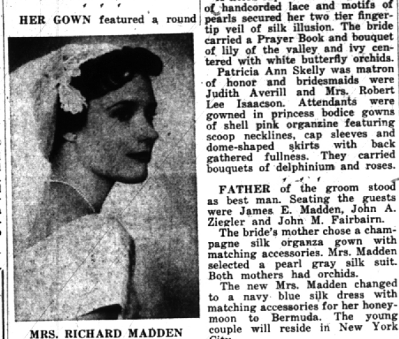 HER GOWN featured a round
MRS. RICHARD MADDEN
of handcorded lace and motifs of
pearls secured her two tier finger-
tip veil of silk illusion. The bride
carried a Prayer Book and bouquet
of lily of the valley and ivy cen-
tered with white butterfly orchids.
Patricia Ann Skelly was matron
of honor and bridesmaids were
Judith Averill and Mrs. Robert
Lee Isaacson. Attendants were
gowned in princess bodice gowns
of shell pink organzine featuring
scoop necklines, cap sleeves and
dome-shaped skirts with back
gathered fullness. They carried
bouquets of delphinium and roses.
FATHER of the groom stood
as best man. Seating the guests
were James E. Madden, John A.
Ziegler and John M. Fairbairn.
The bride's mother chose a cham-
pagne silk organza gown with
matching accessories. Mrs. Madden
selected a pearl gray silk suit.
Both mothers had orchids.
The new Mrs. Madden changed
to a navy blue silk dress with
matching accessories for her honey-
moon to Bermuda. The young
couple will reside in New York